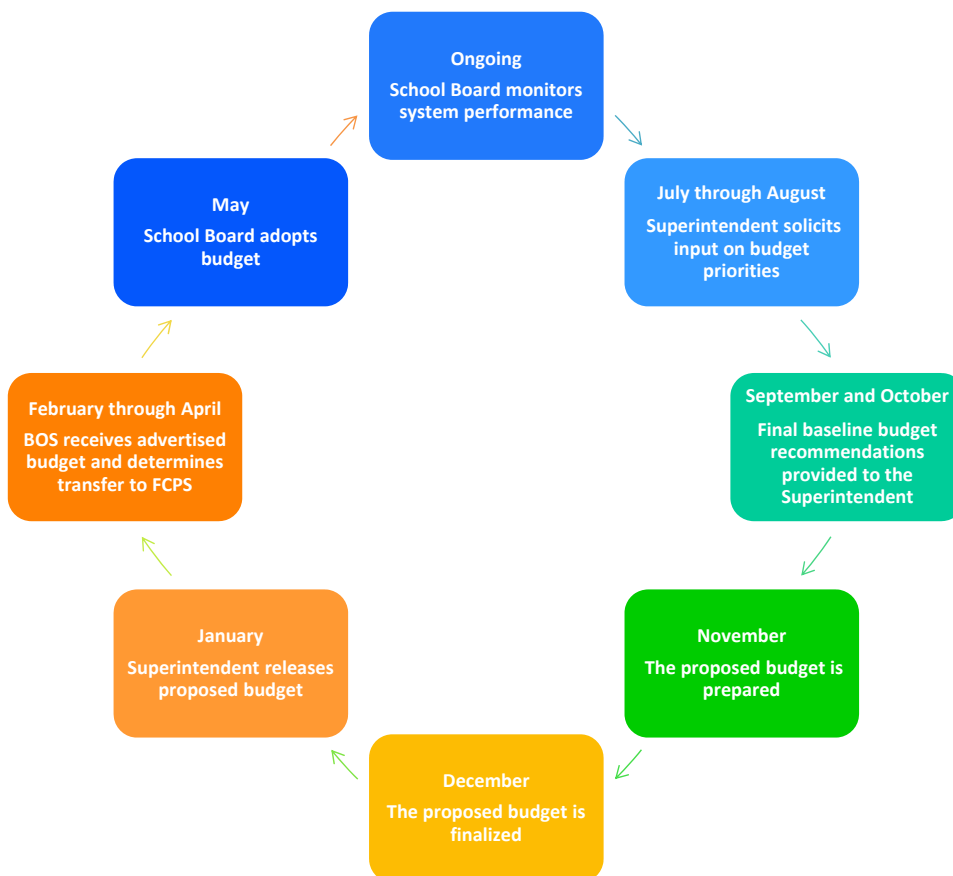 Ongoing
School Board monitors
system performance
July through August
Superintendent solicits
input on budget
priorities
September and October
Final baseline budget
recommendations
provided to the
Superintendent
November
The proposed budget is
prepared
December
The proposed budget is
finalized
January
Superintendent releases
proposed budget
February through April
BOS receives advertised
budget and determines
transfer to FCPS
May
School Board adopts
budget